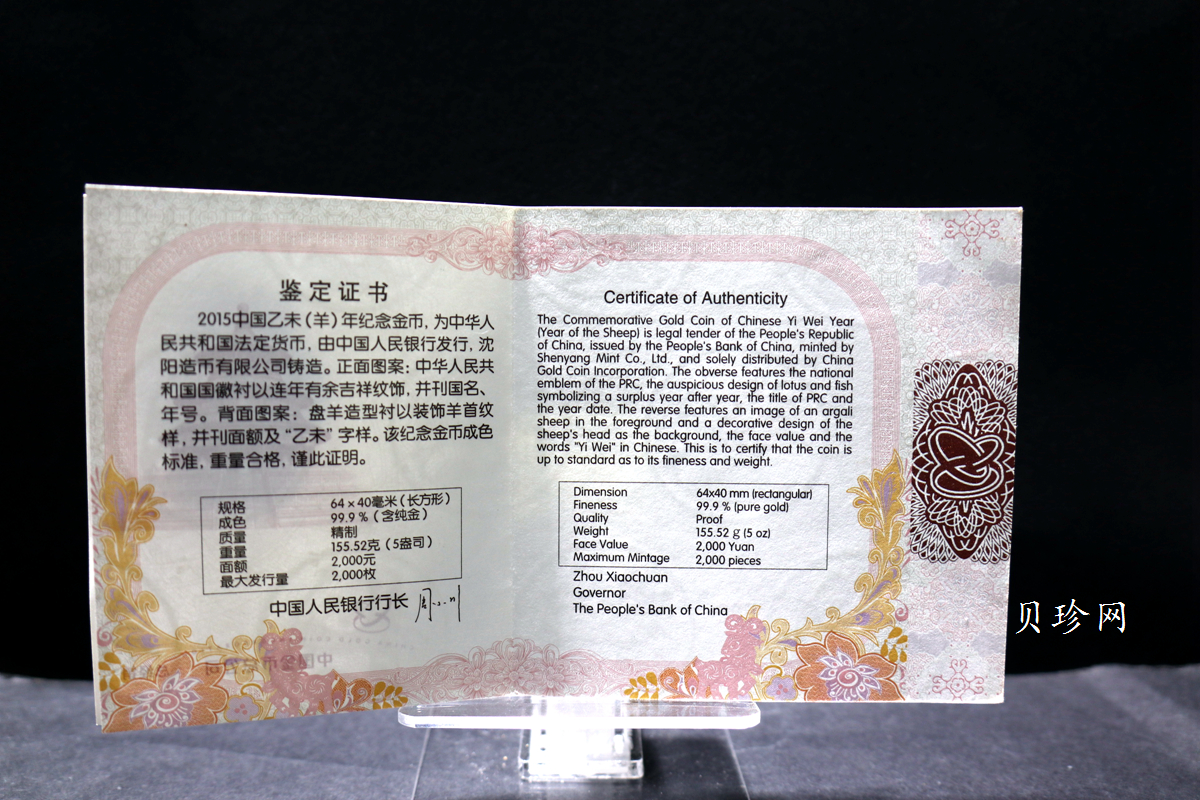 鉴定证书
2015中国乙未（羊）年纪念金币，为中华人
民共和国法定货币，由中国人民银行发行，沈
阳造币有限公司铸造。正面图案：中华人民共
和国国徽衬以连年有余吉祥纹饰，并刊国名、
年号。背面图案：盘羊造型衬以装饰羊首纹
样，并刊面额及“乙未”字样。该纪念金币成色
标准，重量合格，谨此证明。
规格 64×40毫米（长方形）
成色 99.9%（含纯金）
质量 精制
重量 155.52克（5盎司）
面额 2,000元
最大发行量 2,000枚
中国人民银行行长 周小川
Certificate of Authenticity
The Commemorative Gold Coin of Chinese Yi Wei Year
(Year of the Sheep) is legal tender of the People's Republic
of China, issued by the People's Bank of China, minted by
Shenyang Mint Co., Ltd., and solely distributed by China
Gold Coin Incorporation. The obverse features the national
emblem of the PRC, the auspicious design of lotus and fish
symbolizing a surplus year after year, the title of PRC and
the year date. The reverse features an image of an argali
sheep in the foreground and a decorative design of the
sheep's head as the background, the face value and the
words "Yi Wei" in Chinese. This is to certify that the coin is
up to standard as to its fineness and weight.
Dimension 64x40 mm (rectangular)
Fineness 99.9 % (pure gold)
Quality Proof
Weight 155.52 g (5 oz)
Face Value 2,000 Yuan
Maximum Mintage 2,000 pieces
Zhou Xiaochuan
Governor
The People's Bank of China
贝珍网